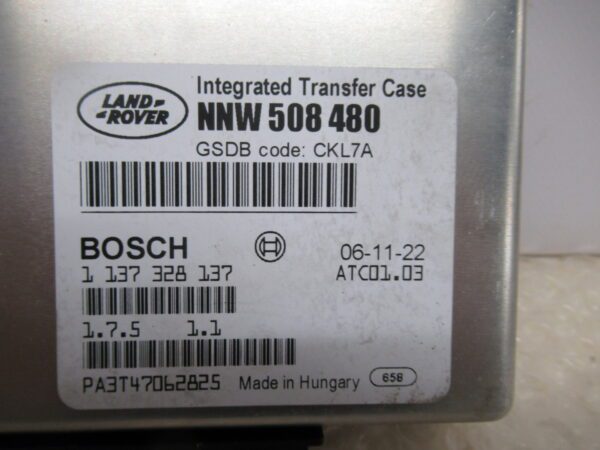 LAND-
-ROVER
Integrated Transfer Case
NNW 508 480
GSDB code: CKL7A
BOSCH
06-11-22
1 137 328 137
ATC01.03
1.7.5 1.1
PA3T47062825
Made in Hungary
658